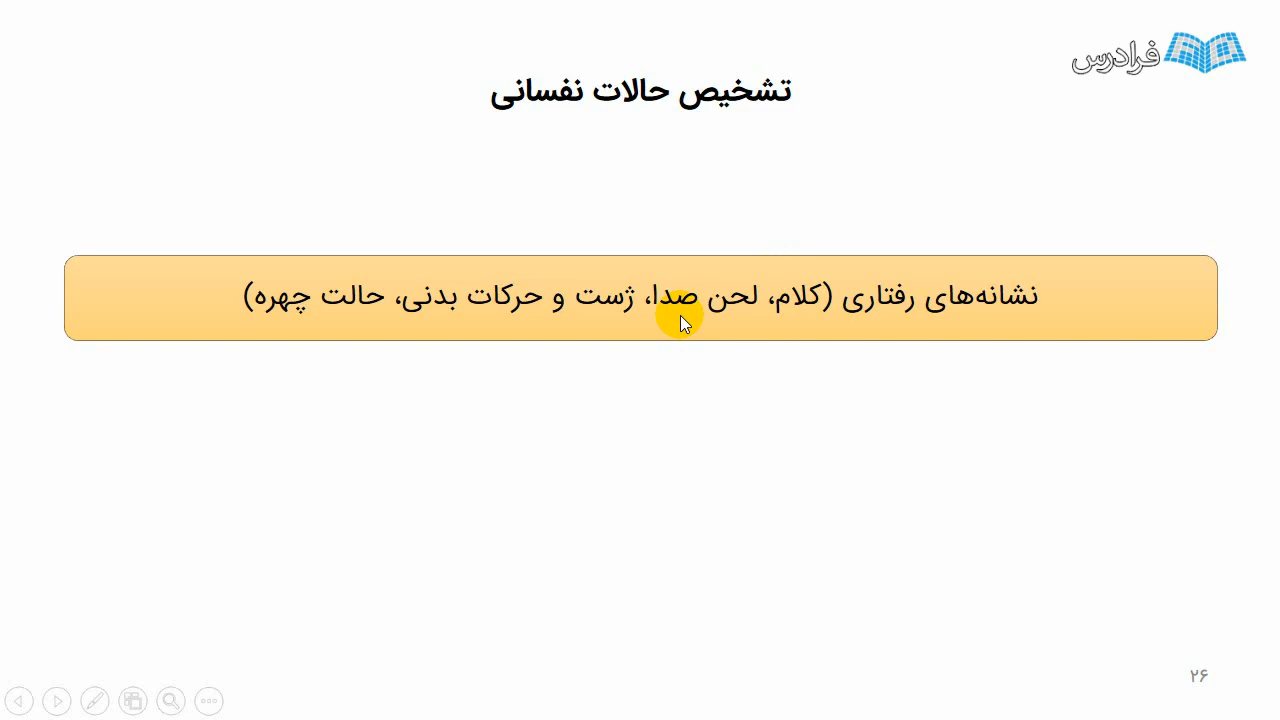 فرادرس
تشخیص حالات نفسانی
نشانه‌های رفتاری (کلام، لحن صدا، ژست و حرکات بدنی، حالت چهره)
۲۶